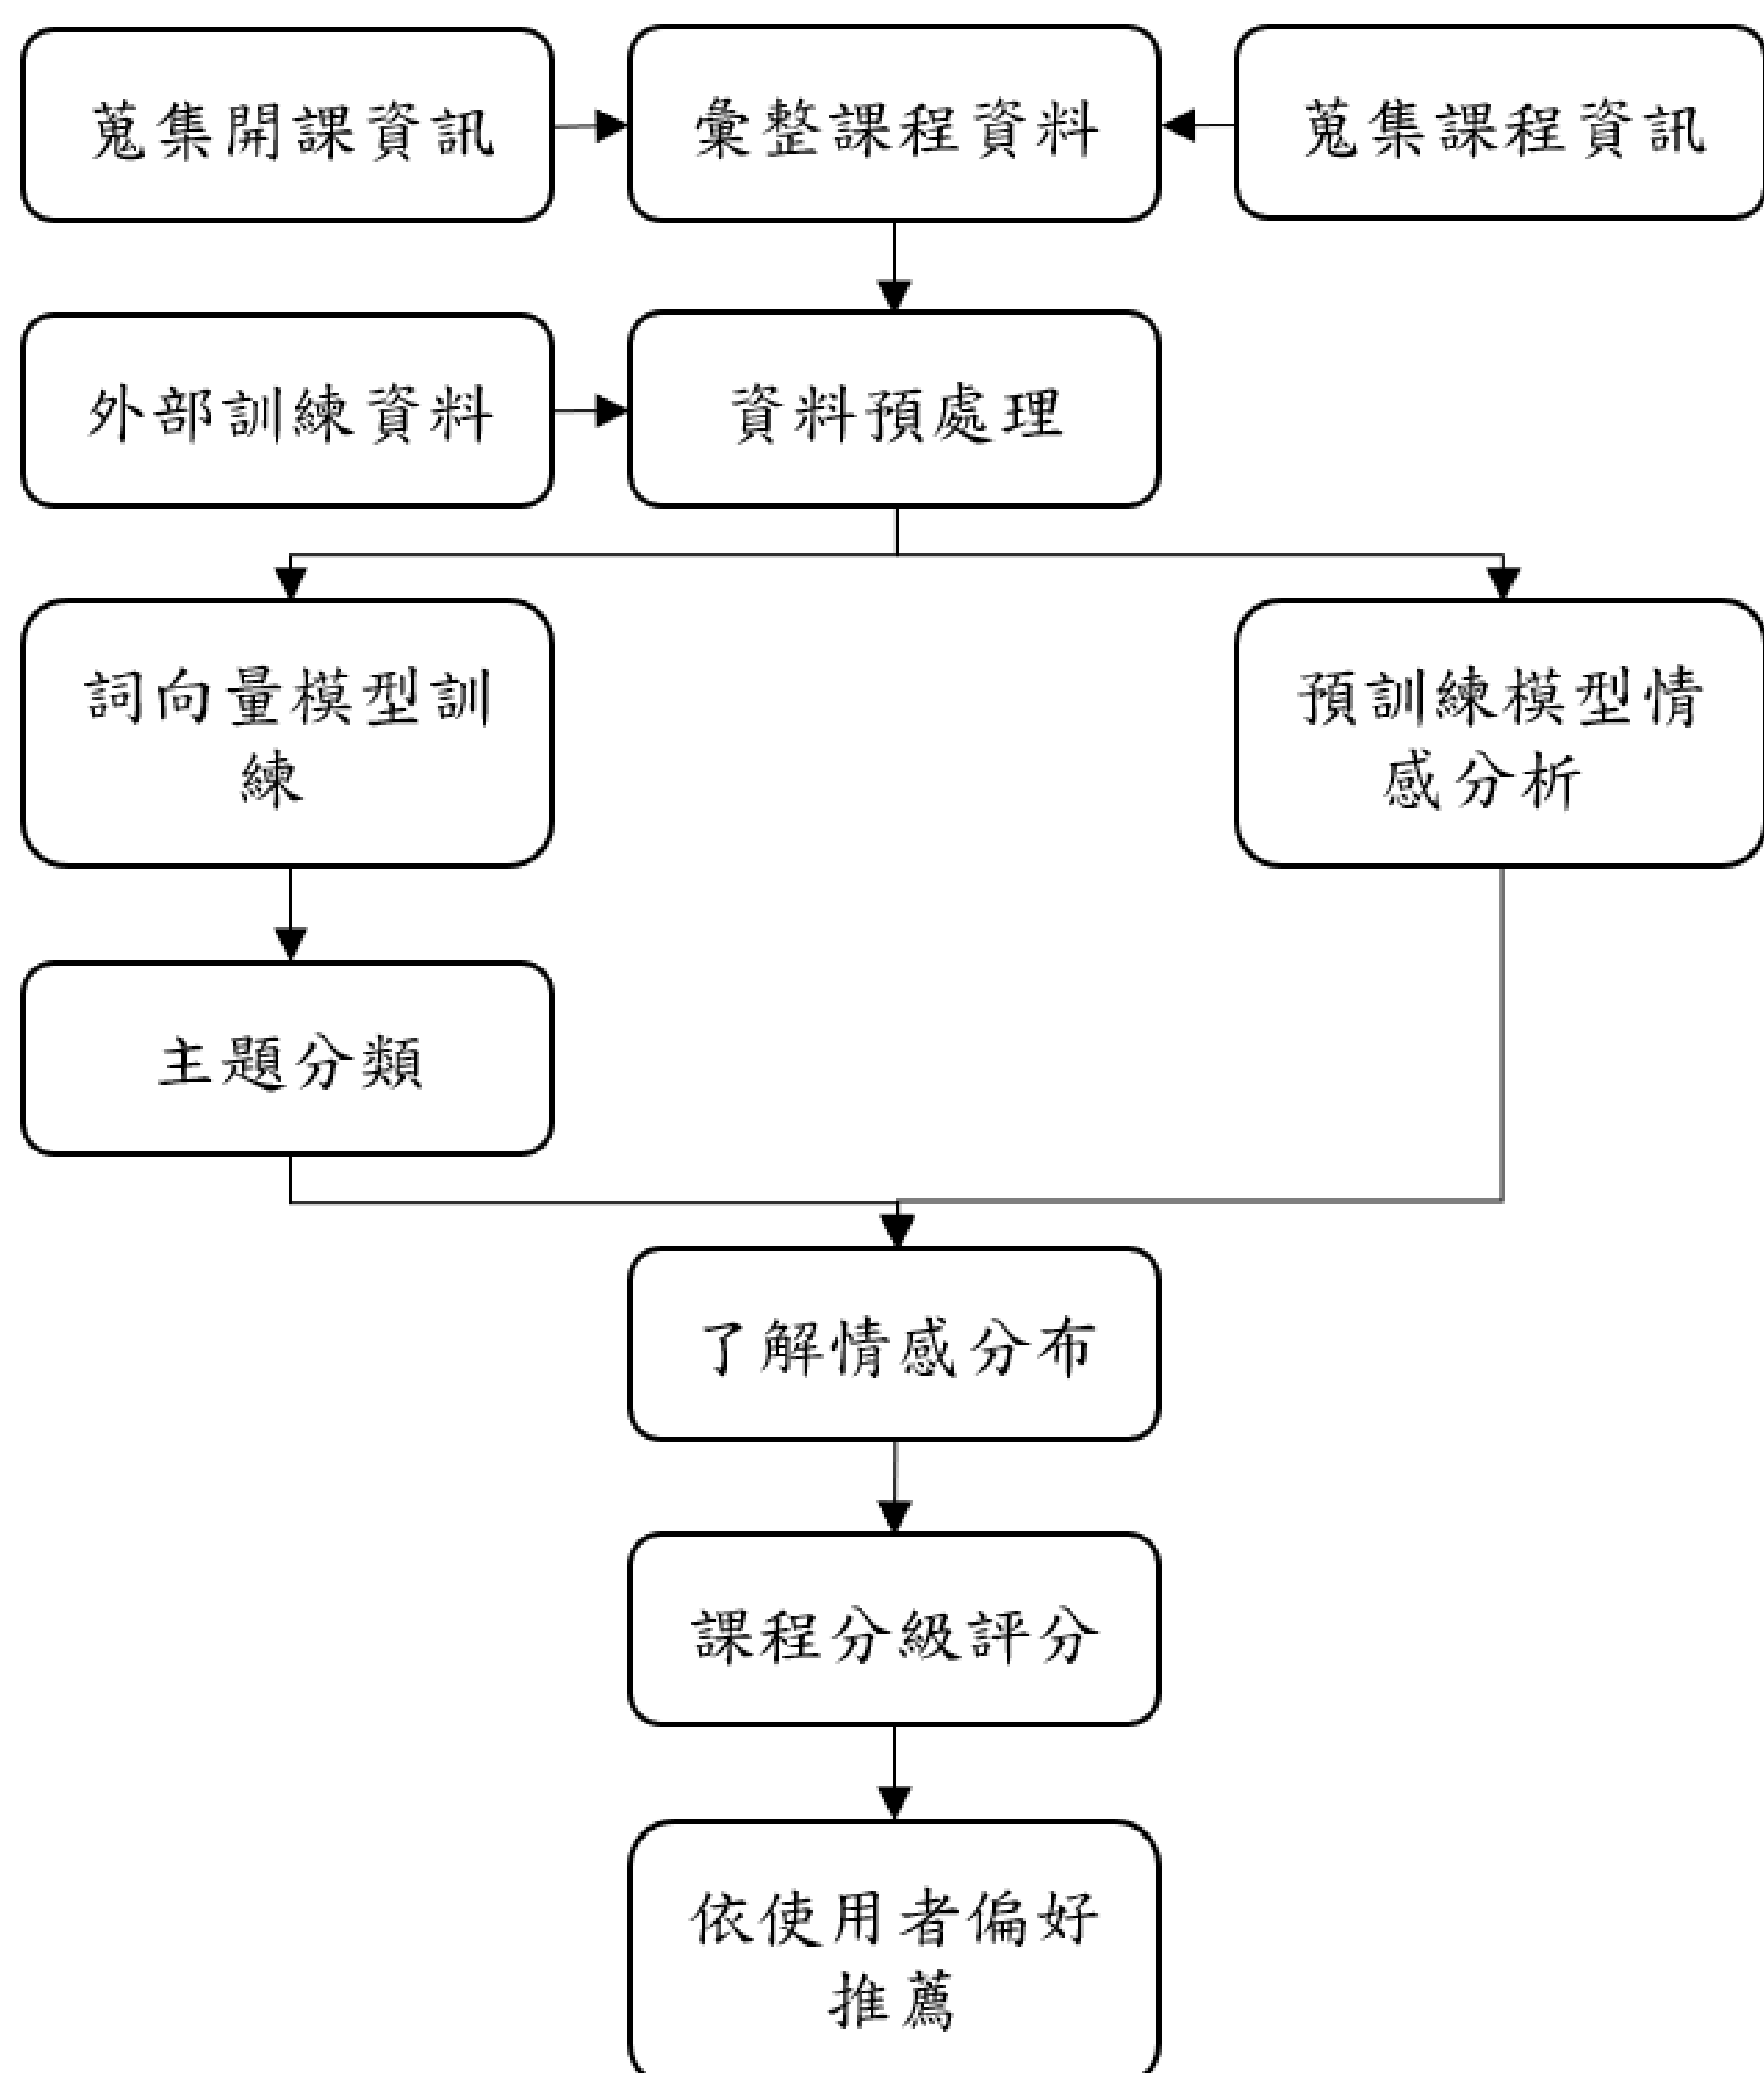 蒐集開課資訊
彙整課程資料
蒐集課程資訊
外部訓練資料
資料預處理
詞向量模型訓
練
預訓練模型情
感分析
主題分類
了解情感分布
課程分級評分
依使用者偏好
推薦